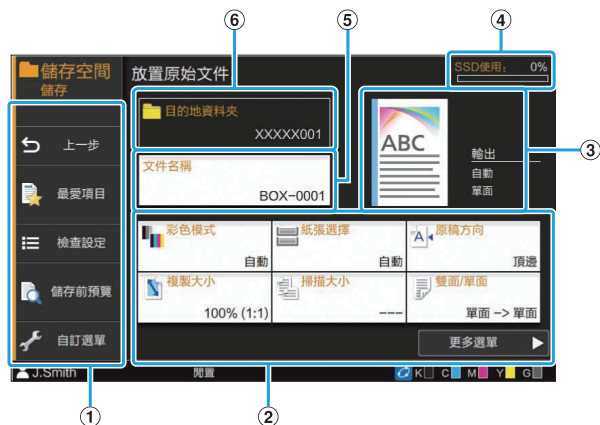 ⑥
⑤
④
儲存空間
儲存
放置原始文件
SSD使用: 0%
目的地資料夾
XXXXX001
ABC
輸出
自動
單面
③
上一步
文件名稱
BOX-0001
最愛項目
檢查設定
彩色模式
自動
紙張選擇
自動
原稿方向
頂邊
儲存前預覽
複製大小
100% (1:1)
掃描大小
---
雙面/單面
單面 -> 單面
自訂選單
更多選單
J.Smith
閒置
K C M Y G
①
②